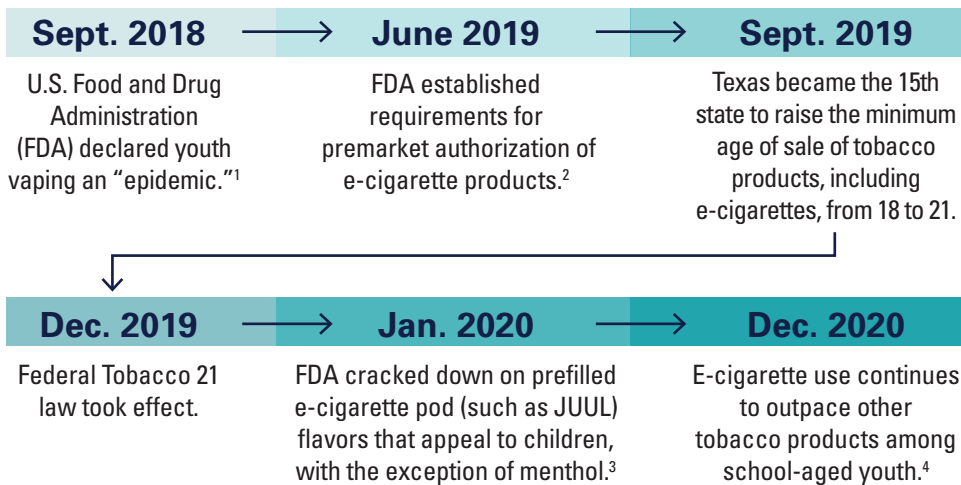 Sept. 2018
June 2019
Sept. 2019
U.S. Food and Drug
Administration
(FDA) declared youth
vaping an “epidemic.”1
FDA established
requirements for
premarket authorization of
e-cigarette products.2
Texas became the 15th
state to raise the minimum
age of sale of tobacco
products, including
e-cigarettes, from 18 to 21.
Dec. 2019
Jan. 2020
Dec. 2020
Federal Tobacco 21
law took effect.
FDA cracked down on prefilled
e-cigarette pod (such as JUUL)
flavors that appeal to children,
with the exception of menthol.3
E-cigarette use continues
to outpace other
tobacco products among
school-aged youth.4